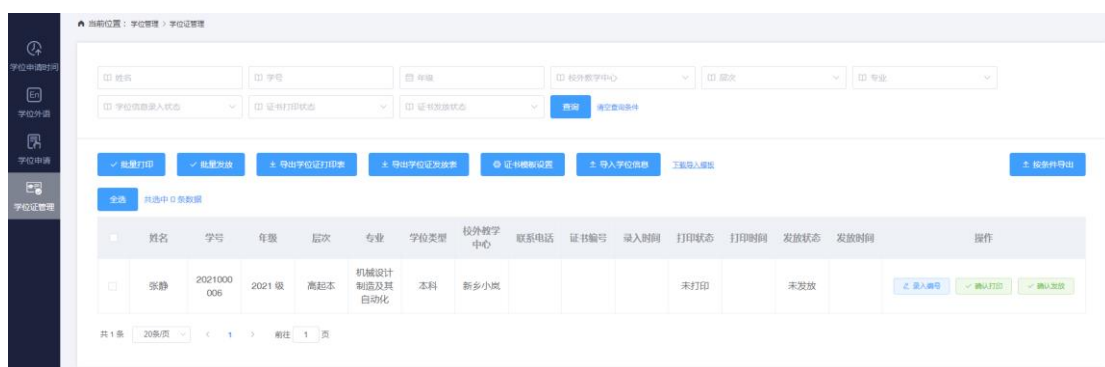 当前位置： 学位管理 > 学位证管理
学位申请时间
En
学位外语
学位申请
学位证管理
姓名
学号
年级
校外教学中心
层次
专业
学位信息录入状态
证书打印状态
证书发放状态
查询
清空查询条件
批量打印
批量发放
导出学位证打印表
导出学位证发放表
证书模板设置
导入学位信息
下载导入模板
按条件导出
全选
共选中 0 条数据
姓名 学号 年级 层次 专业 学位类型 校外教学中心 联系电话 证书编号 录入时间 打印状态 打印时间 发放状态 发放时间 操作
张静 2021000006 2021 级 高起本 机械设计制造及其自动化 本科 新乡小岚 未打印 未发放 录入编号 确认打印 确认发放
共 1 条 20条/页 < 1 > 前往 1 页